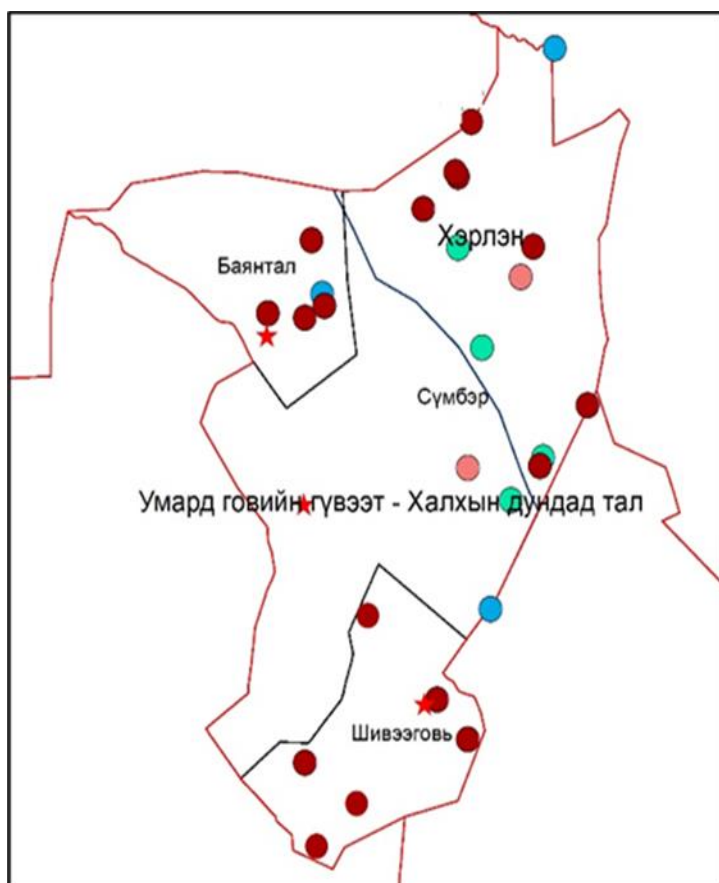 Хэрлэн
Баянтал
Сүмбэр
Умард говийн гүвээт - Халхын дундад тал
Шивээговь